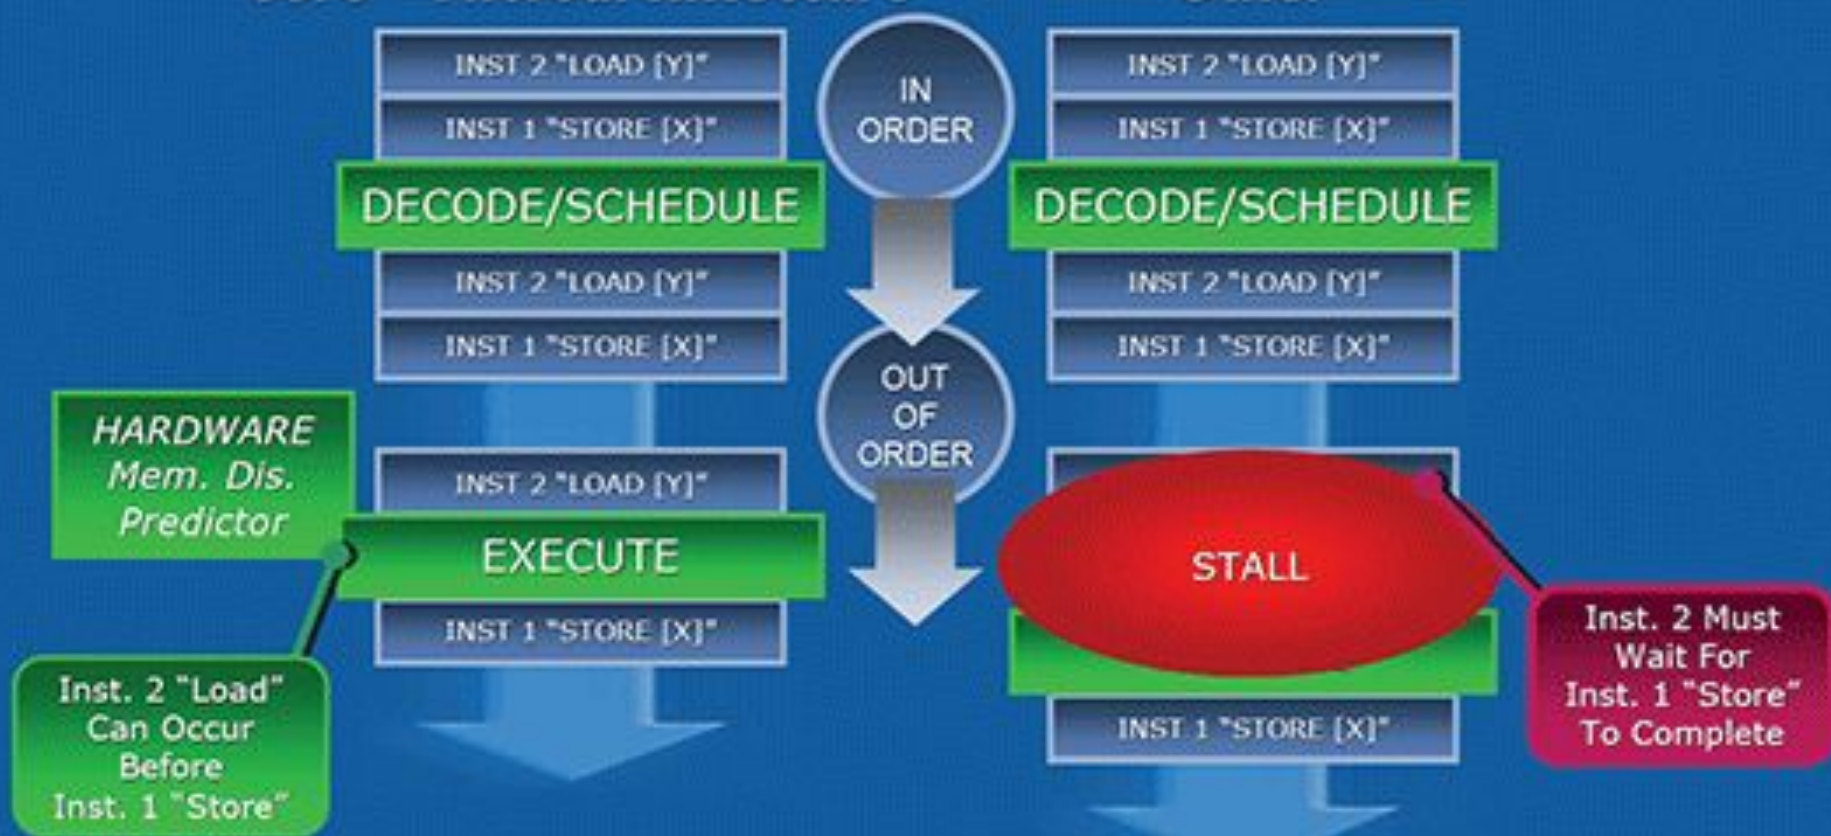 INST 2 "LOAD [Y]"
INST 1 "STORE [X]"
DECODE/SCHEDULE
INST 2 "LOAD [Y]"
INST 1 "STORE [X]"
HARDWARE
Mem. Dis.
Predictor
INST 2 "LOAD [Y]"
EXECUTE
INST 1 "STORE [X]"
Inst. 2 "Load"
Can Occur
Before
Inst. 1 "Store"
IN
ORDER
OUT
OF
ORDER
INST 2 "LOAD [Y]"
INST 1 "STORE [X]"
DECODE/SCHEDULE
INST 2 "LOAD [Y]"
INST 1 "STORE [X]"
STALL
INST 1 "STORE [X]"
Inst. 2 Must
Wait For
Inst. 1 "Store"
To Complete